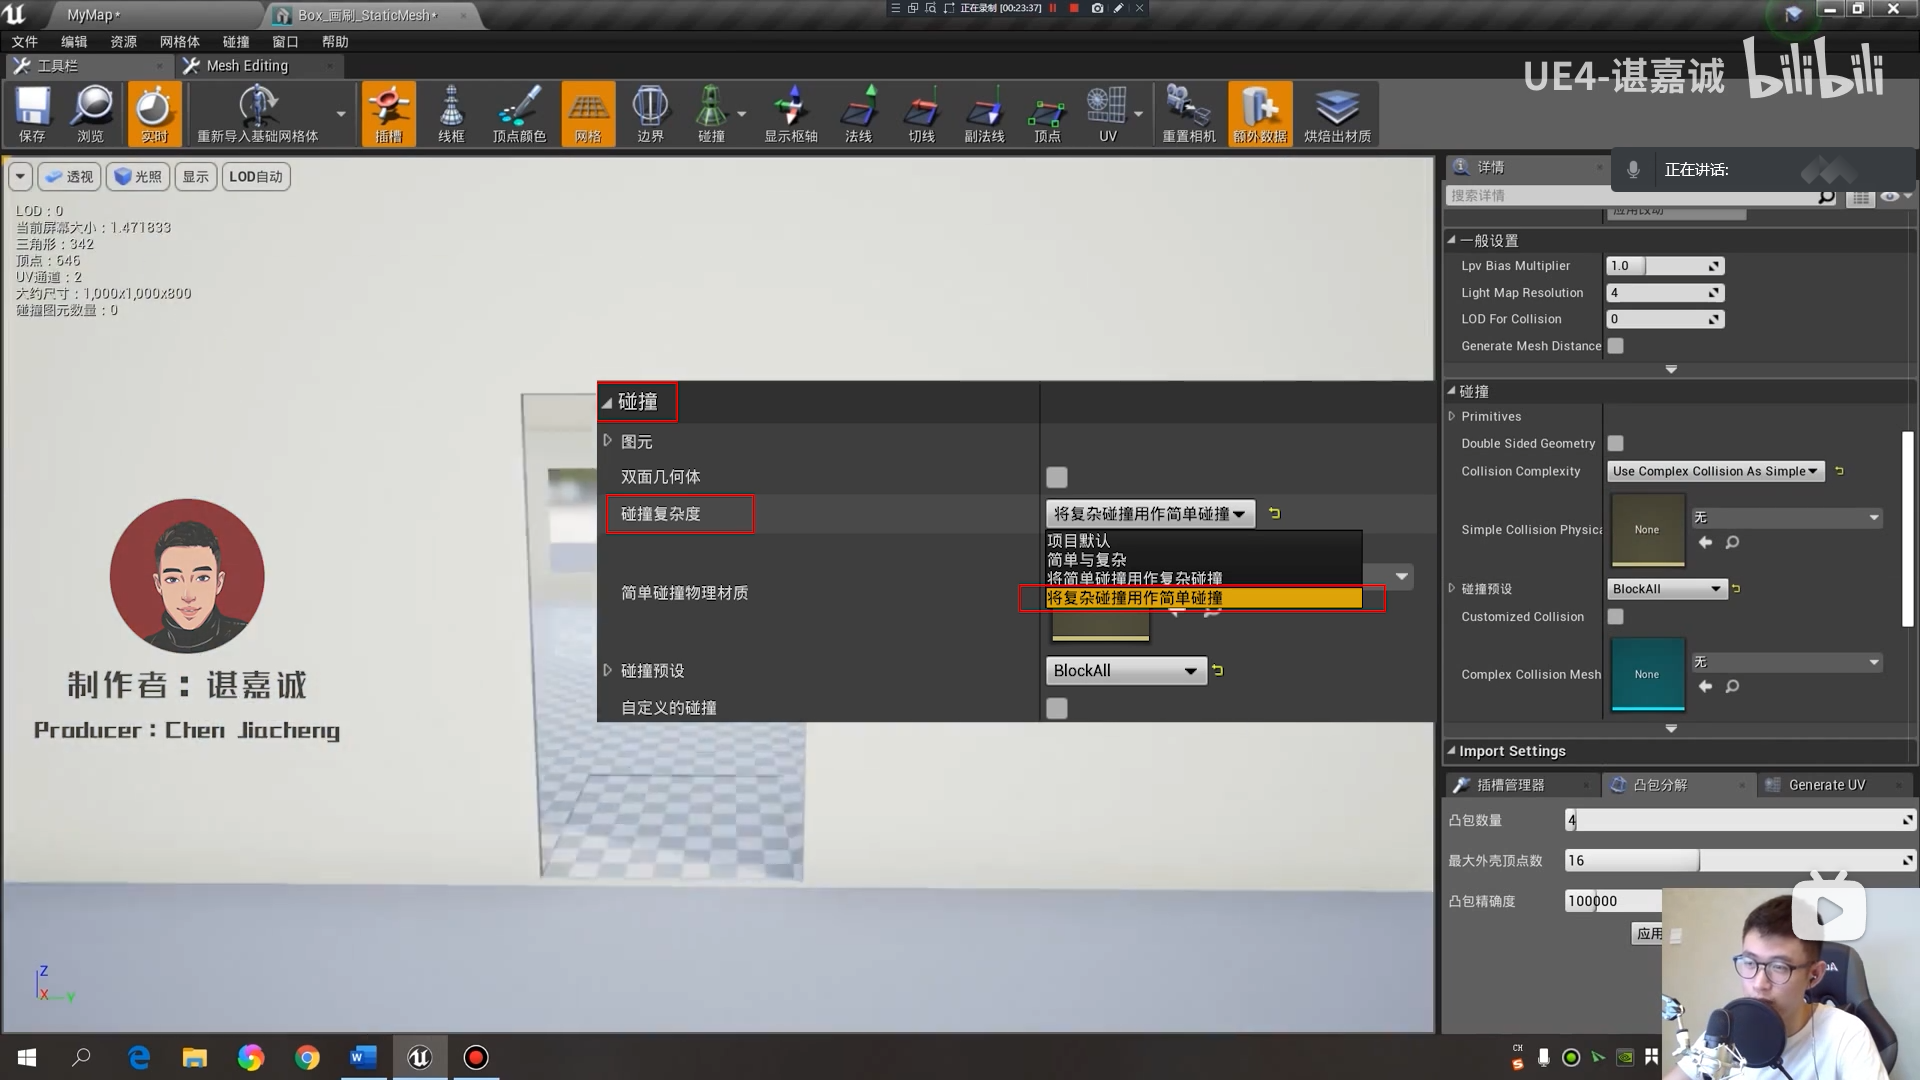 MyMap*
Box_画刷_StaticMesh*
正在录制 [00:23:37]
文件 编辑 资源 网格体 碰撞 窗口 帮助
工具栏
Mesh Editing
UE4-谌嘉诚 bilibili
保存 浏览 实时 重新导入基础网格体 插槽 线框 顶点颜色 网格 边界 碰撞 显示枢轴 法线 切线 副法线 顶点 UV 重置相机 额外数据 烘焙出材质
透视 光照 显示 LOD自动
LOD：0
当前屏幕大小：1.471833
三角形：342
顶点：646
UV通道：2
大约尺寸：1,000x1,000x800
碰撞图元数量：0
制作者：谌嘉诚
Producer：Chen Jiacheng
碰撞
图元
双面几何体
碰撞复杂度
将复杂碰撞用作简单碰撞
项目默认
简单与复杂
将简单碰撞用作复杂碰撞
将复杂碰撞用作简单碰撞
简单碰撞物理材质
碰撞预设
BlockAll
自定义的碰撞
详情
正在讲话:
搜索详情
应用改动
一般设置
Lpv Bias Multiplier 1.0
Light Map Resolution 4
LOD For Collision 0
Generate Mesh Distance
碰撞
Primitives
Double Sided Geometry
Collision Complexity Use Complex Collision As Simple
Simple Collision Physica None 无
碰撞预设 BlockAll
Customized Collision
Complex Collision Mesh None 无
Import Settings
插槽管理器 凸包分解 Generate UV
凸包数量 4
最大外壳顶点数 16
凸包精确度 100000
应用
Z
X
Y
CH